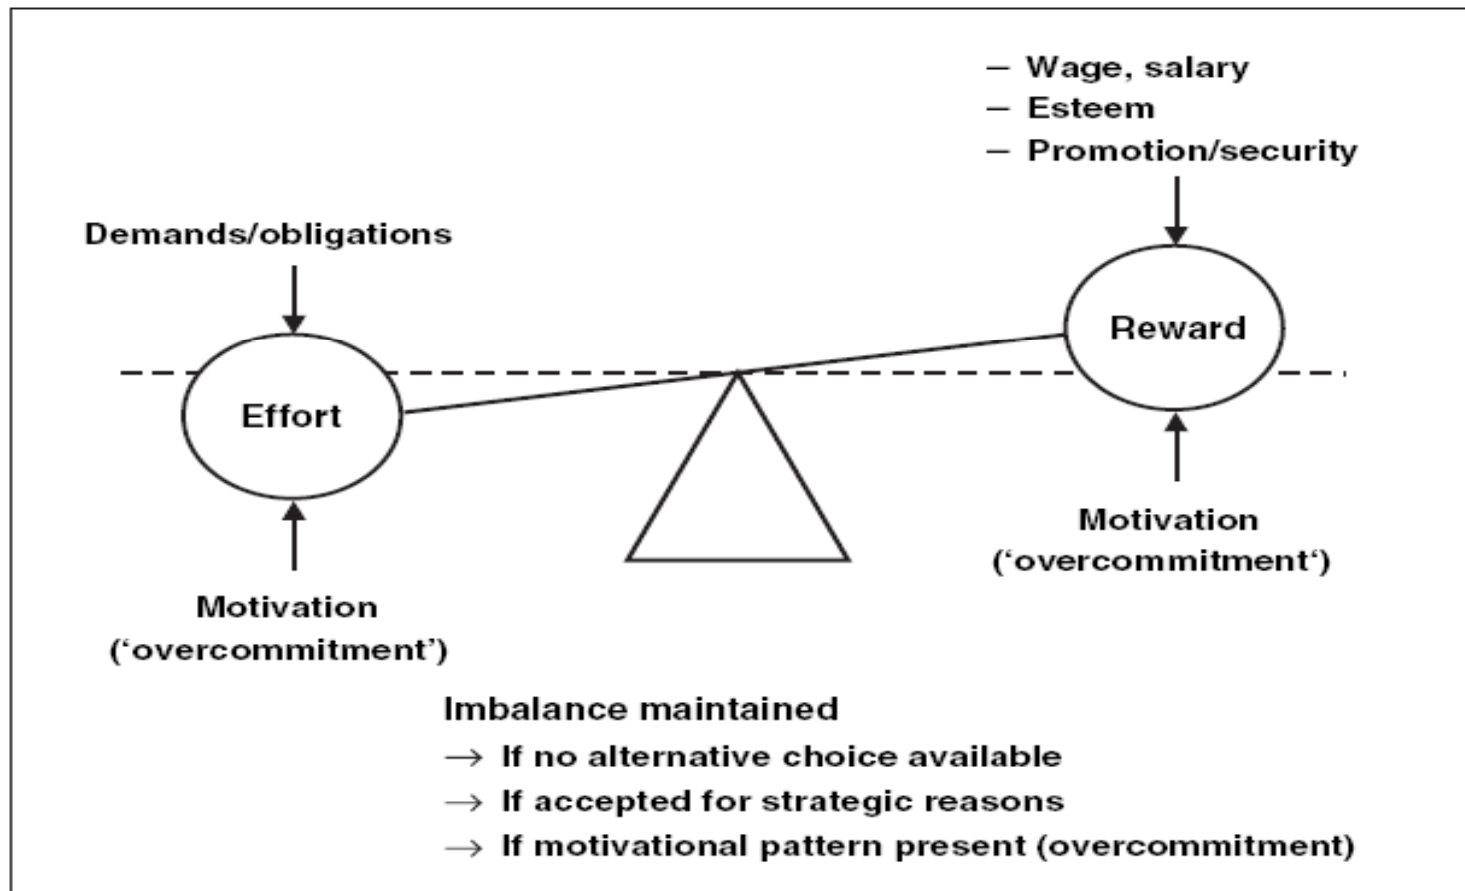 – Wage, salary
– Esteem
– Promotion/security
Demands/obligations
Reward
Effort
Motivation
(‘overcommitment‘)
Motivation
(‘overcommitment’)
Imbalance maintained
→ If no alternative choice available
→ If accepted for strategic reasons
→ If motivational pattern present (overcommitment)